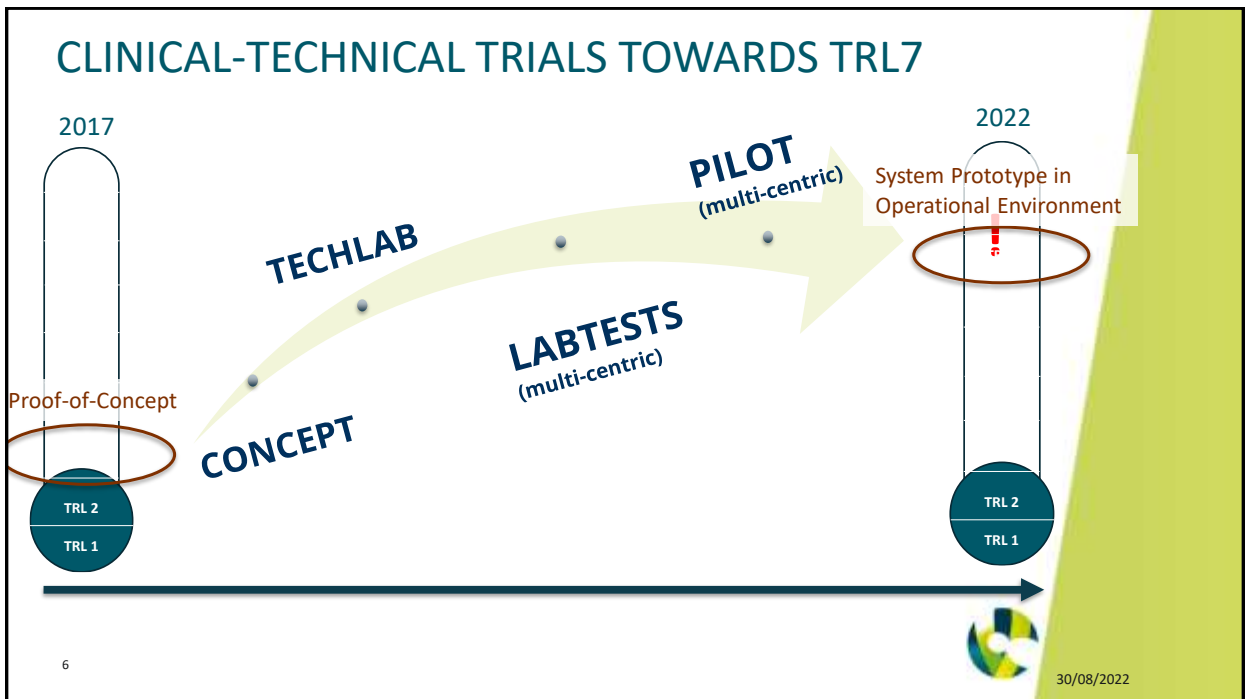 CLINICAL-TECHNICAL TRIALS TOWARDS TRL7
2017
2022
PILOT
(multi-centric)
System Prototype in
Operational Environment
TECHLAB
LABTESTS
(multi-centric)
Proof-of-Concept
CONCEPT
TRL 2
TRL 1
TRL 2
TRL 1
6
30/08/2022